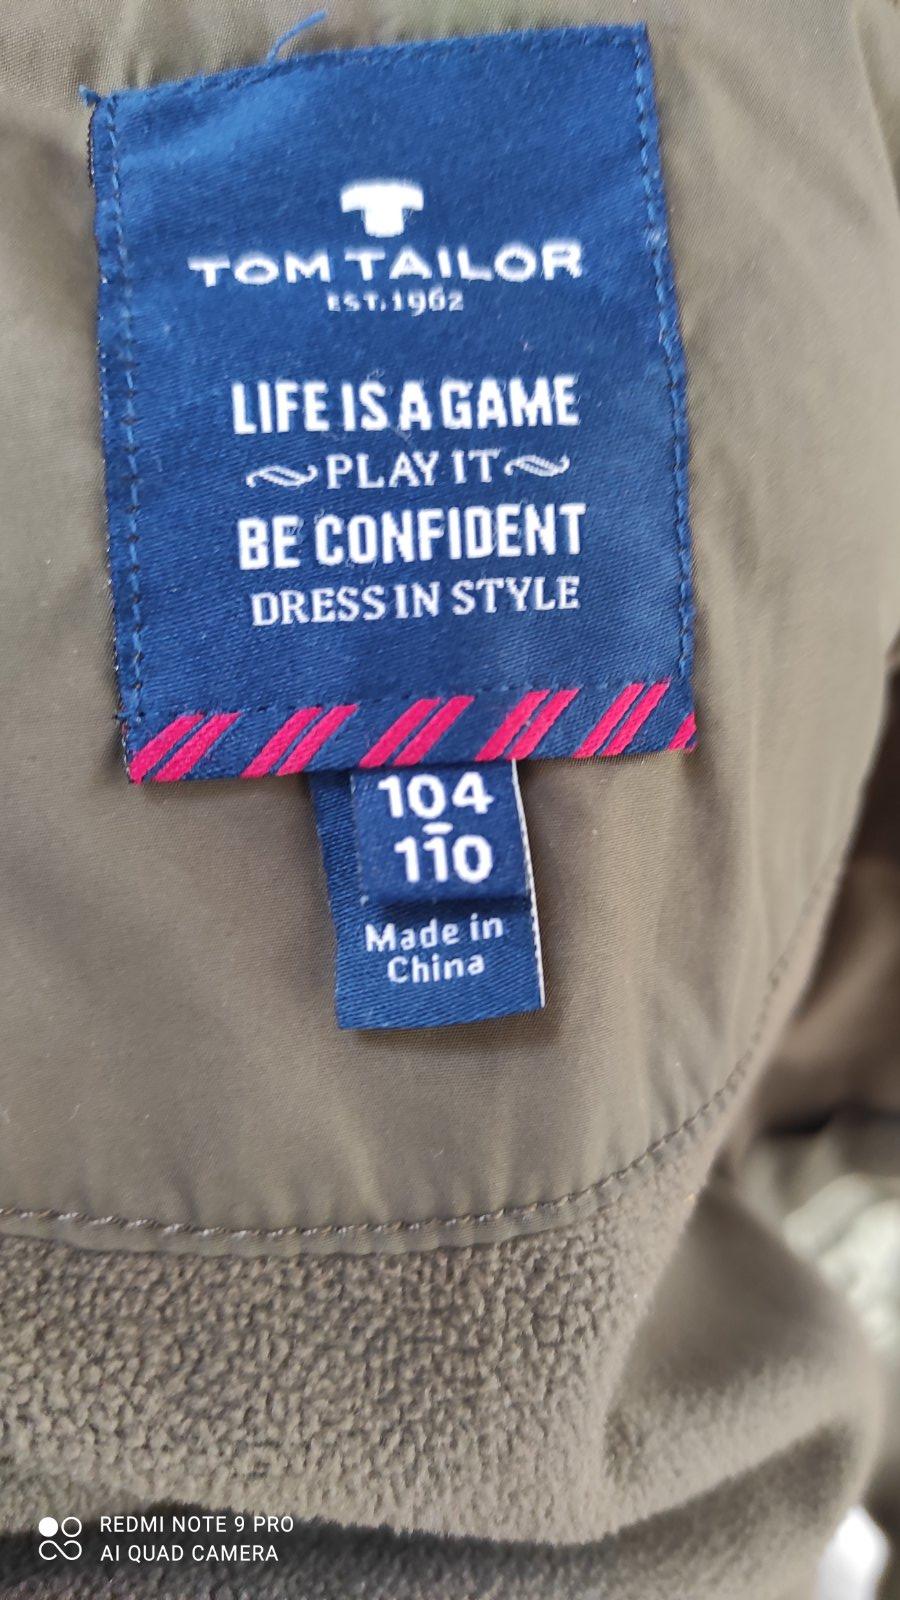 TOM TAILOR
EST. 1962
LIFE IS A GAME
PLAY IT
BE CONFIDENT
DRESS IN STYLE
104
-
110
Made in
China
REDMI NOTE 9 PRO
AI QUAD CAMERA